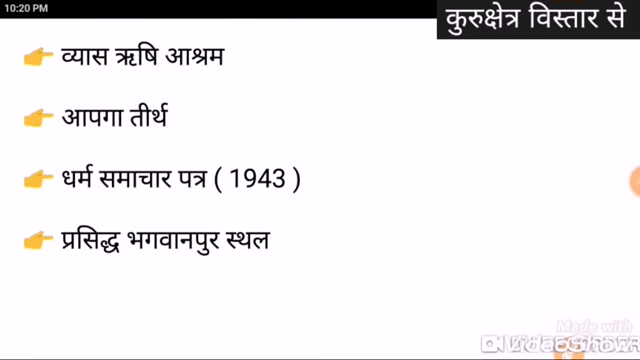 10:20 PM
कुरुक्षेत्र विस्तार से
👉 व्यास ऋषि आश्रम
👉 आपगा तीर्थ
👉 धर्म समाचार पत्र ( 1943 )
👉 प्रसिद्ध भगवानपुर स्थल
Made with